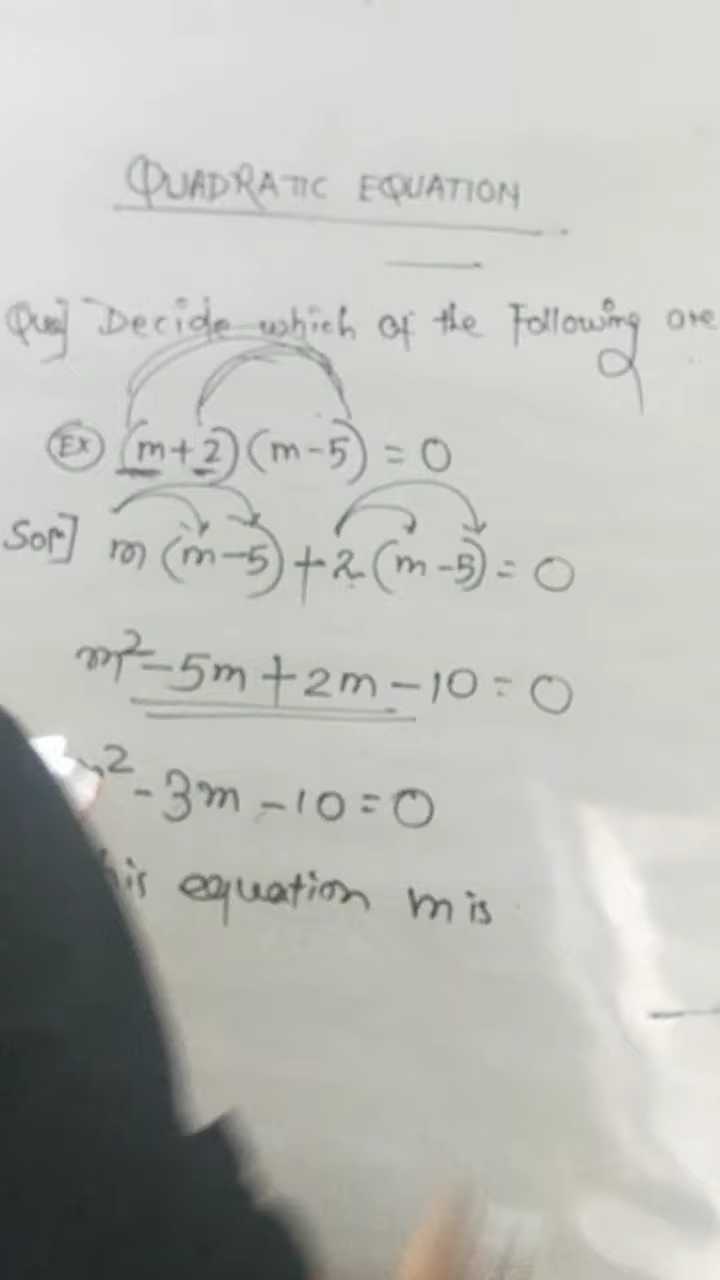 QUADRATIC EQUATION
Que] Decide which of the Following are
Ex (m+2)(m-5) = 0
Sol] m(m-5)+2(m-5)=0
m²-5m+2m-10=0
²-3m-10=0
equation m is